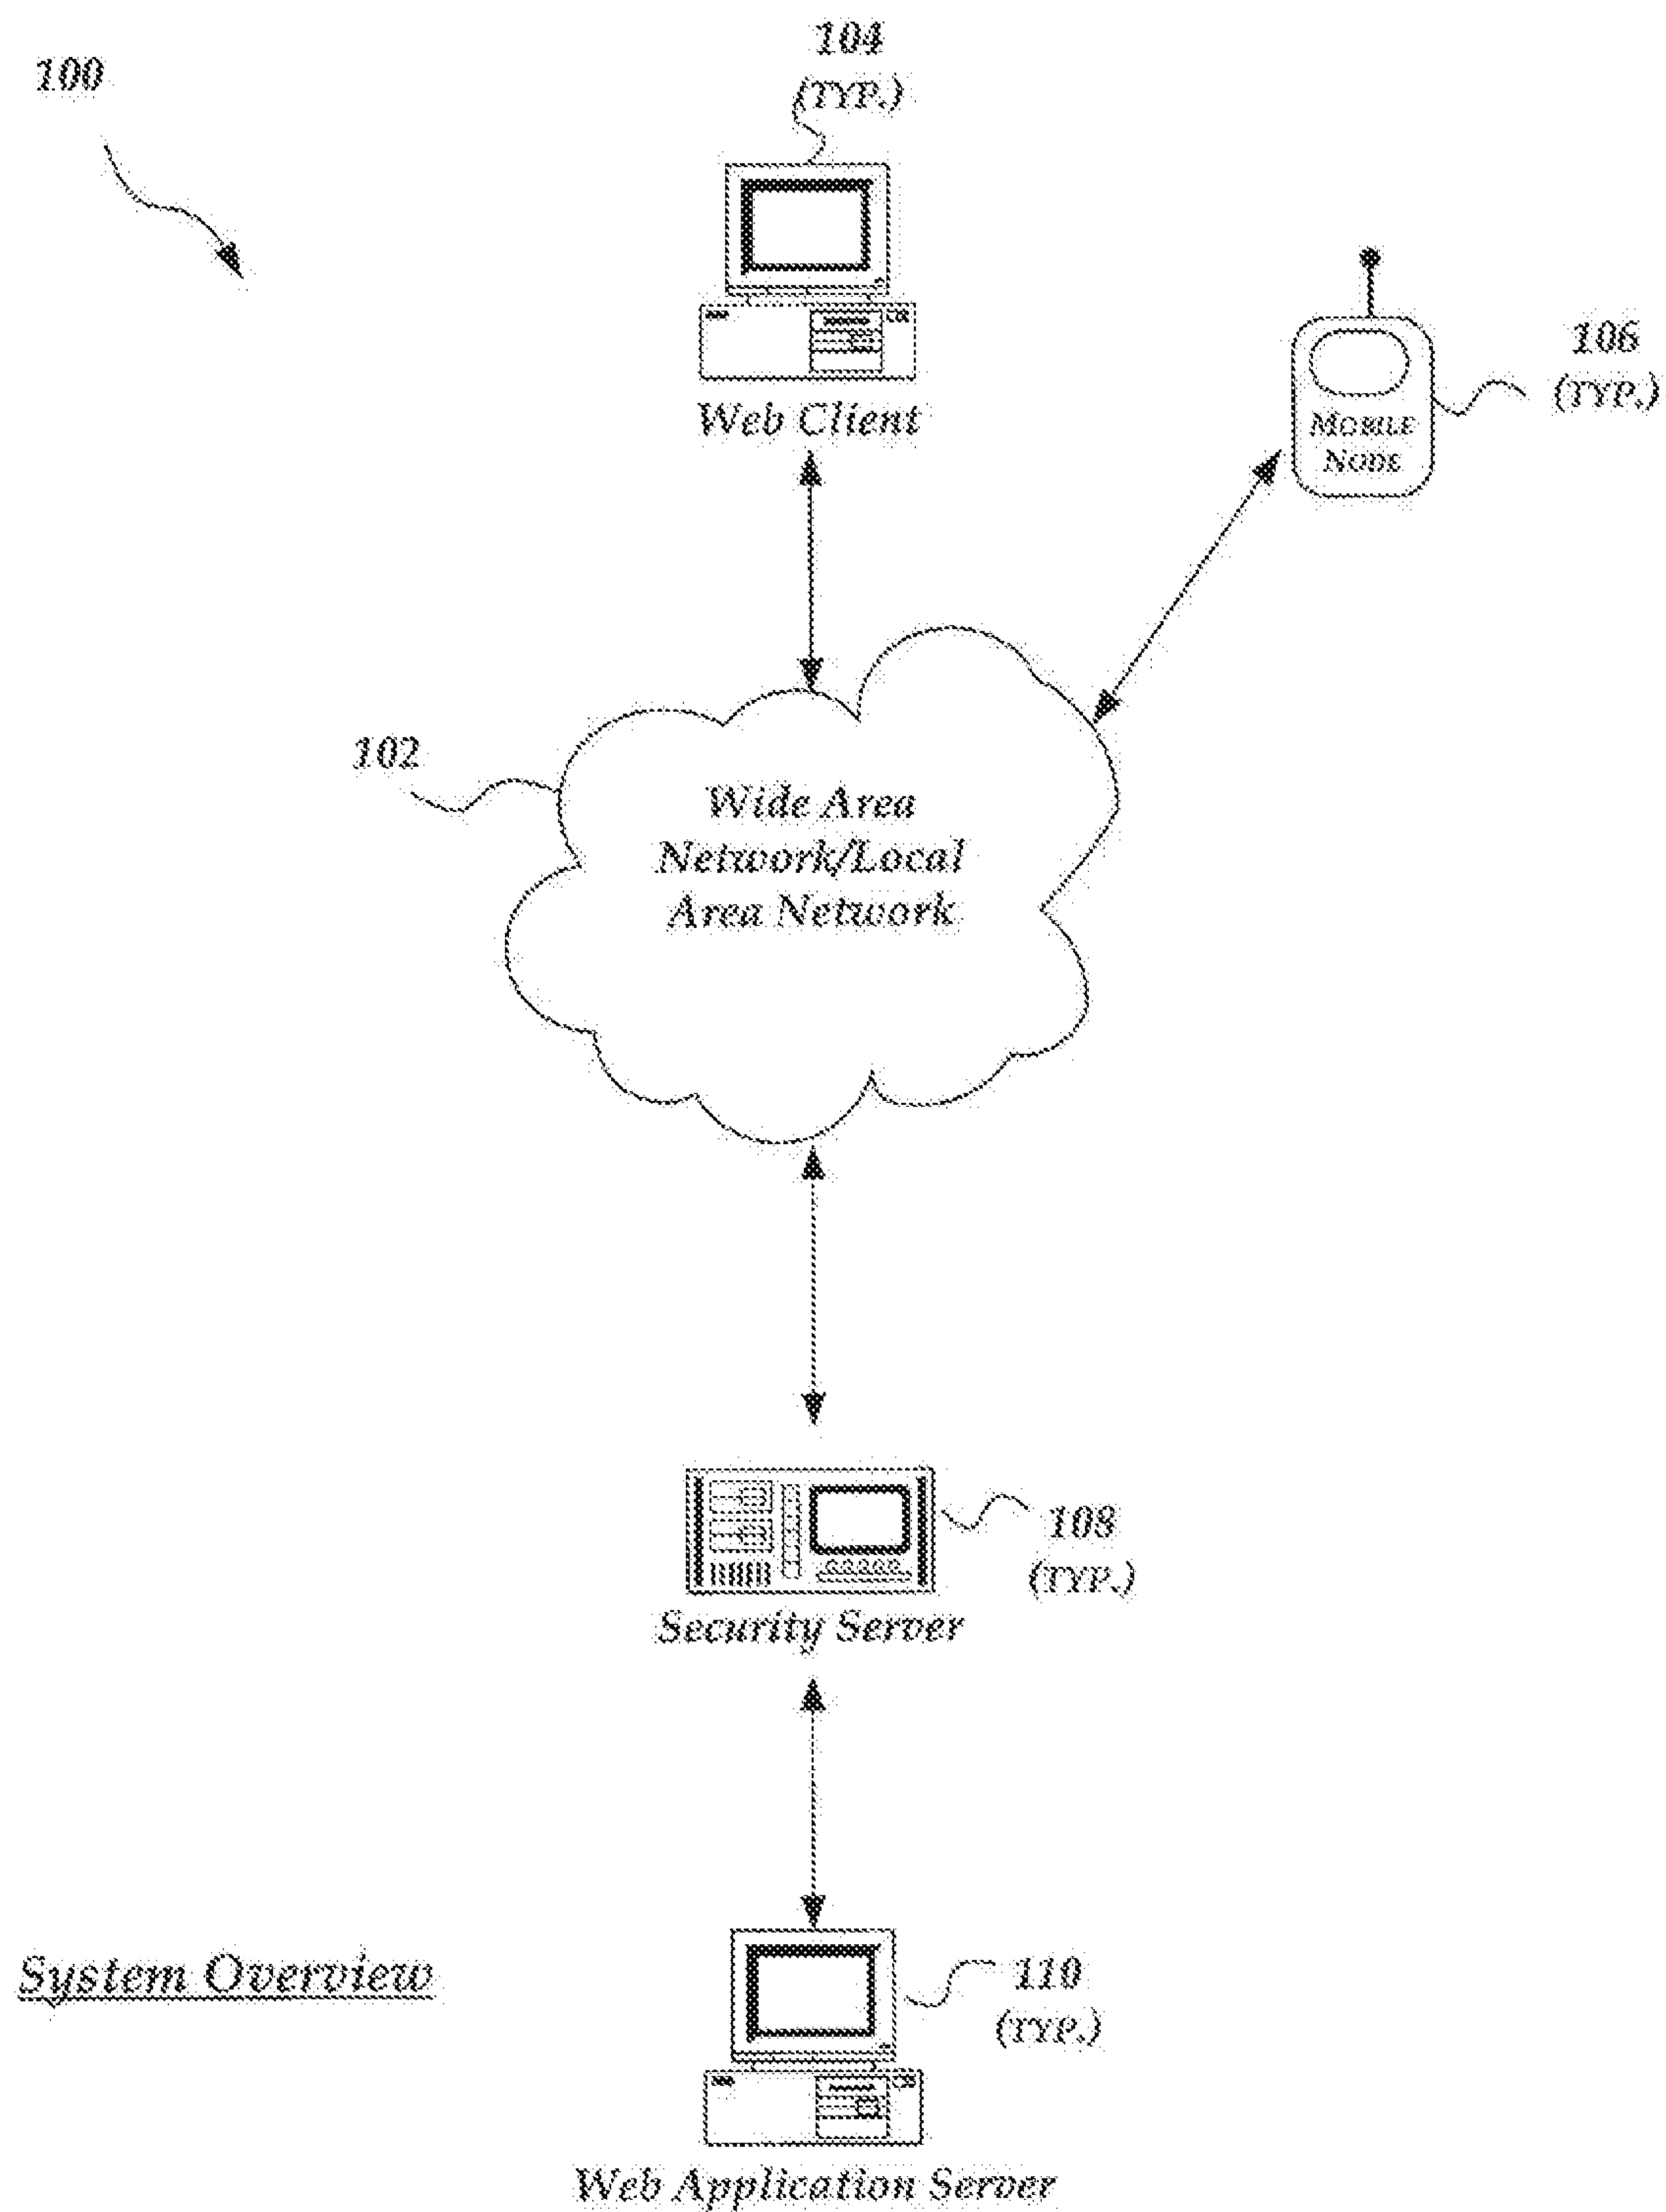 100
104
(TYP.)
Web Client
106
(TYP.)
MOBILE
NODE
102
Wide Area
Network/Local
Area Network
108
(TYP.)
Security Server
System Overview
110
(TYP.)
Web Application Server